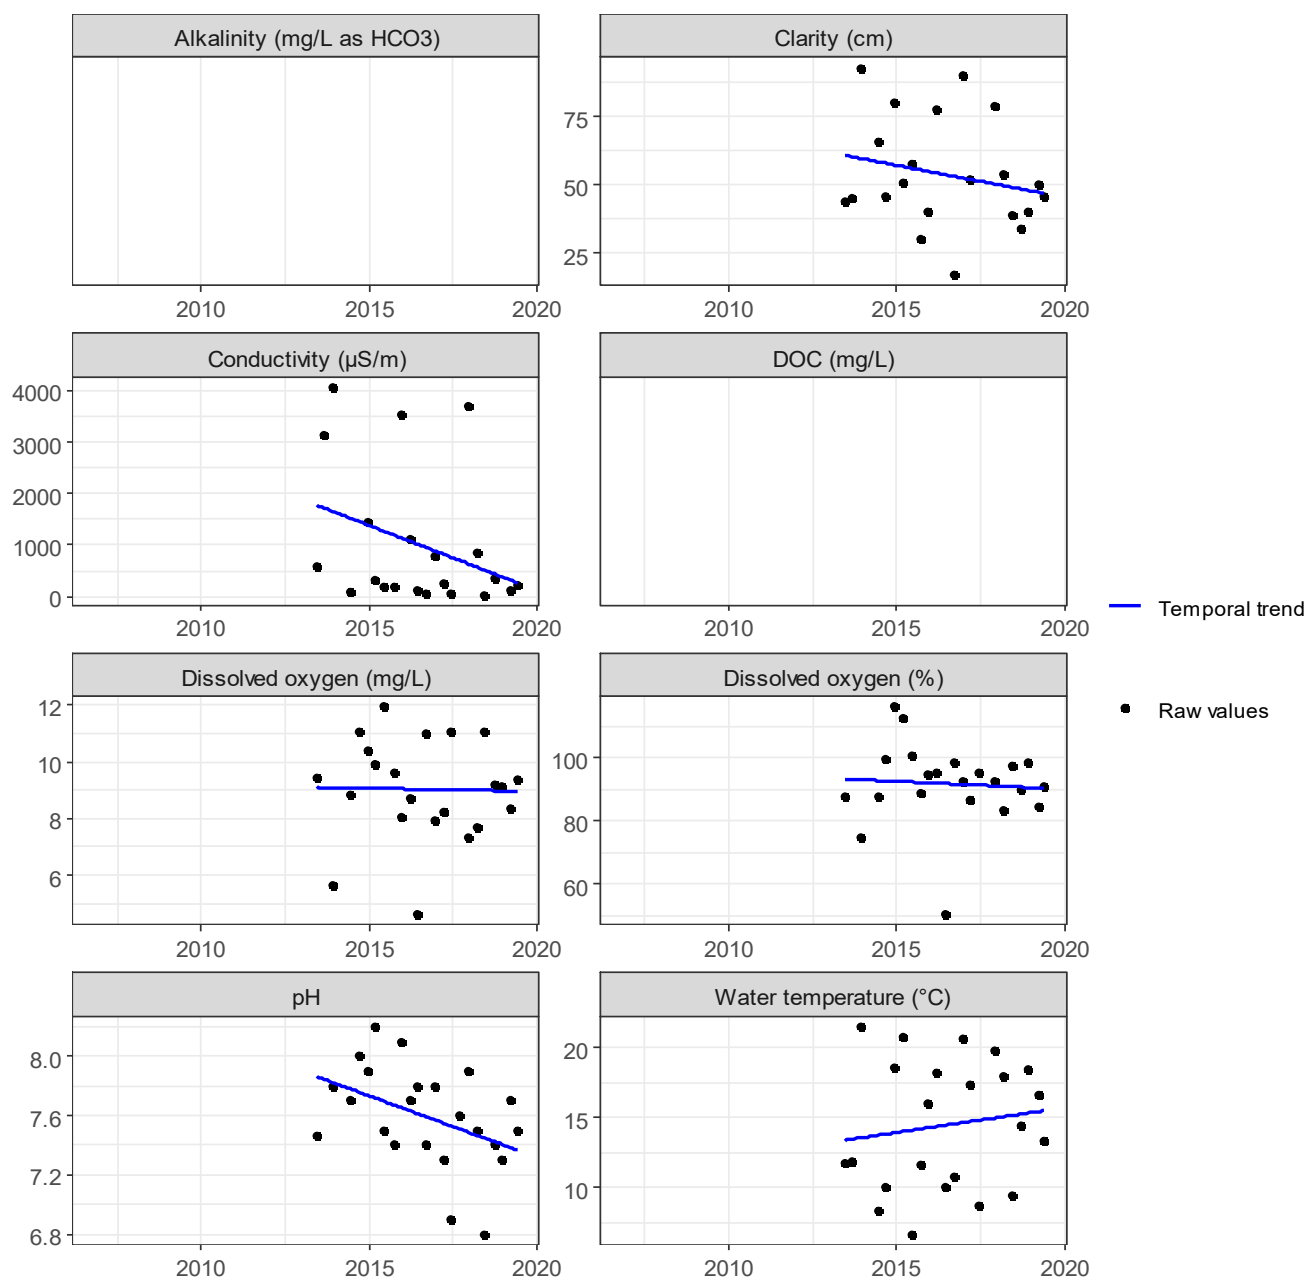 Alkalinity (mg/L as HCO3)
Clarity (cm)
75
50
25
2010 2015 2020
2010 2015 2020
Conductivity (µS/m)
DOC (mg/L)
4000
3000
2000
1000
0
2010 2015 2020
2010 2015 2020
Temporal trend
Raw values
Dissolved oxygen (mg/L)
Dissolved oxygen (%)
12
10
8
6
100
80
60
2010 2015 2020
2010 2015 2020
pH
Water temperature (°C)
8.0
7.6
7.2
6.8
20
15
10
2010 2015 2020
2010 2015 2020